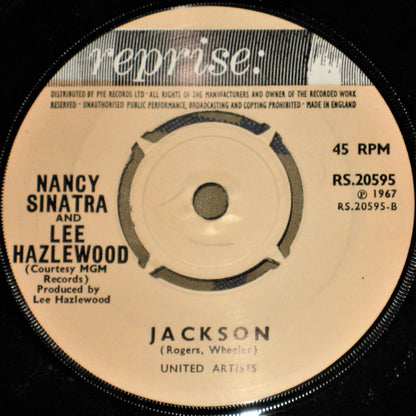 reprise:
DISTRIBUTED BY PYE RECORDS LTD · ALL RIGHTS OF THE MANUFACTURERS AND OWNER OF THE RECORDED WORK
RESERVED · UNAUTHORISED PUBLIC PERFORMANCE, BROADCASTING AND COPYING PROHIBITED · MADE IN ENGLAND
45 RPM
RS.20595
℗ 1967
RS.20595-B
NANCY
SINATRA
AND
LEE
HAZLEWOOD
(Courtesy MGM
Records)
Produced by
Lee Hazlewood
JACKSON
(Rogers, Wheeler)
UNITED ARTISTS